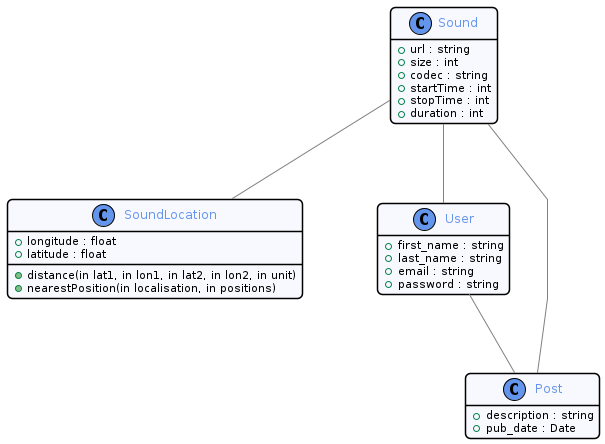 C Sound
url : string
size : int
codec : string
startTime : int
stopTime : int
duration : int
C SoundLocation
longitude : float
latitude : float
distance(in lat1, in lon1, in lat2, in lon2, in unit)
nearestPosition(in localisation, in positions)
C User
first_name : string
last_name : string
email : string
password : string
C Post
description : string
pub_date : Date